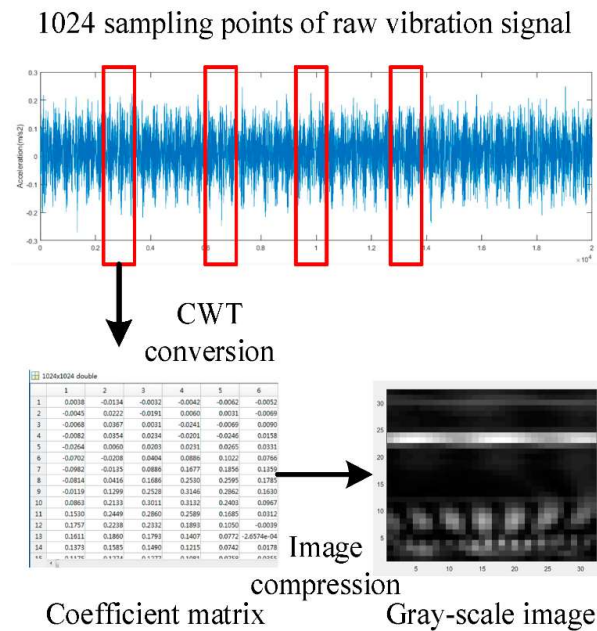 1024 sampling points of raw vibration signal
0.3
0.2
0.1
0
-0.1
-0.2
-0.3
Acceleration(m/s2)
0 0.2 0.4 0.6 0.8 1 1.2 1.4 1.6 1.8 2
× 10⁴
CWT
conversion
1024x1024 double
1 2 3 4 5 6
1 0.0038 -0.0134 -0.0032 -0.0042 -0.0062 -0.0052
2 -0.0045 0.0222 -0.0191 0.0060 0.0031 -0.0069
3 -0.0068 0.0367 0.0031 -0.0241 -0.0069 0.0090
4 -0.0082 0.0354 0.0234 -0.0201 -0.0246 0.0158
5 -0.0264 0.0060 0.0203 0.0231 0.0265 0.0331
6 -0.0702 -0.0208 0.0404 0.0886 0.1022 0.0766
7 -0.0982 -0.0135 0.0886 0.1677 0.1856 0.1359
8 -0.0814 0.0416 0.1686 0.2530 0.2595 0.1785
9 -0.0119 0.1299 0.2528 0.3146 0.2862 0.1630
10 0.0863 0.2133 0.3011 0.3132 0.2403 0.0967
11 0.1530 0.2449 0.2860 0.2589 0.1685 0.0312
12 0.1757 0.2238 0.2332 0.1893 0.1050 -0.0039
13 0.1611 0.1860 0.1793 0.1407 0.0772 -2.6574e-04
14 0.1373 0.1585 0.1490 0.1215 0.0742 0.0178
30
25
20
15
10
5
5 10 15 20 25 30
Image
compression
Coefficient matrix
Gray-scale image